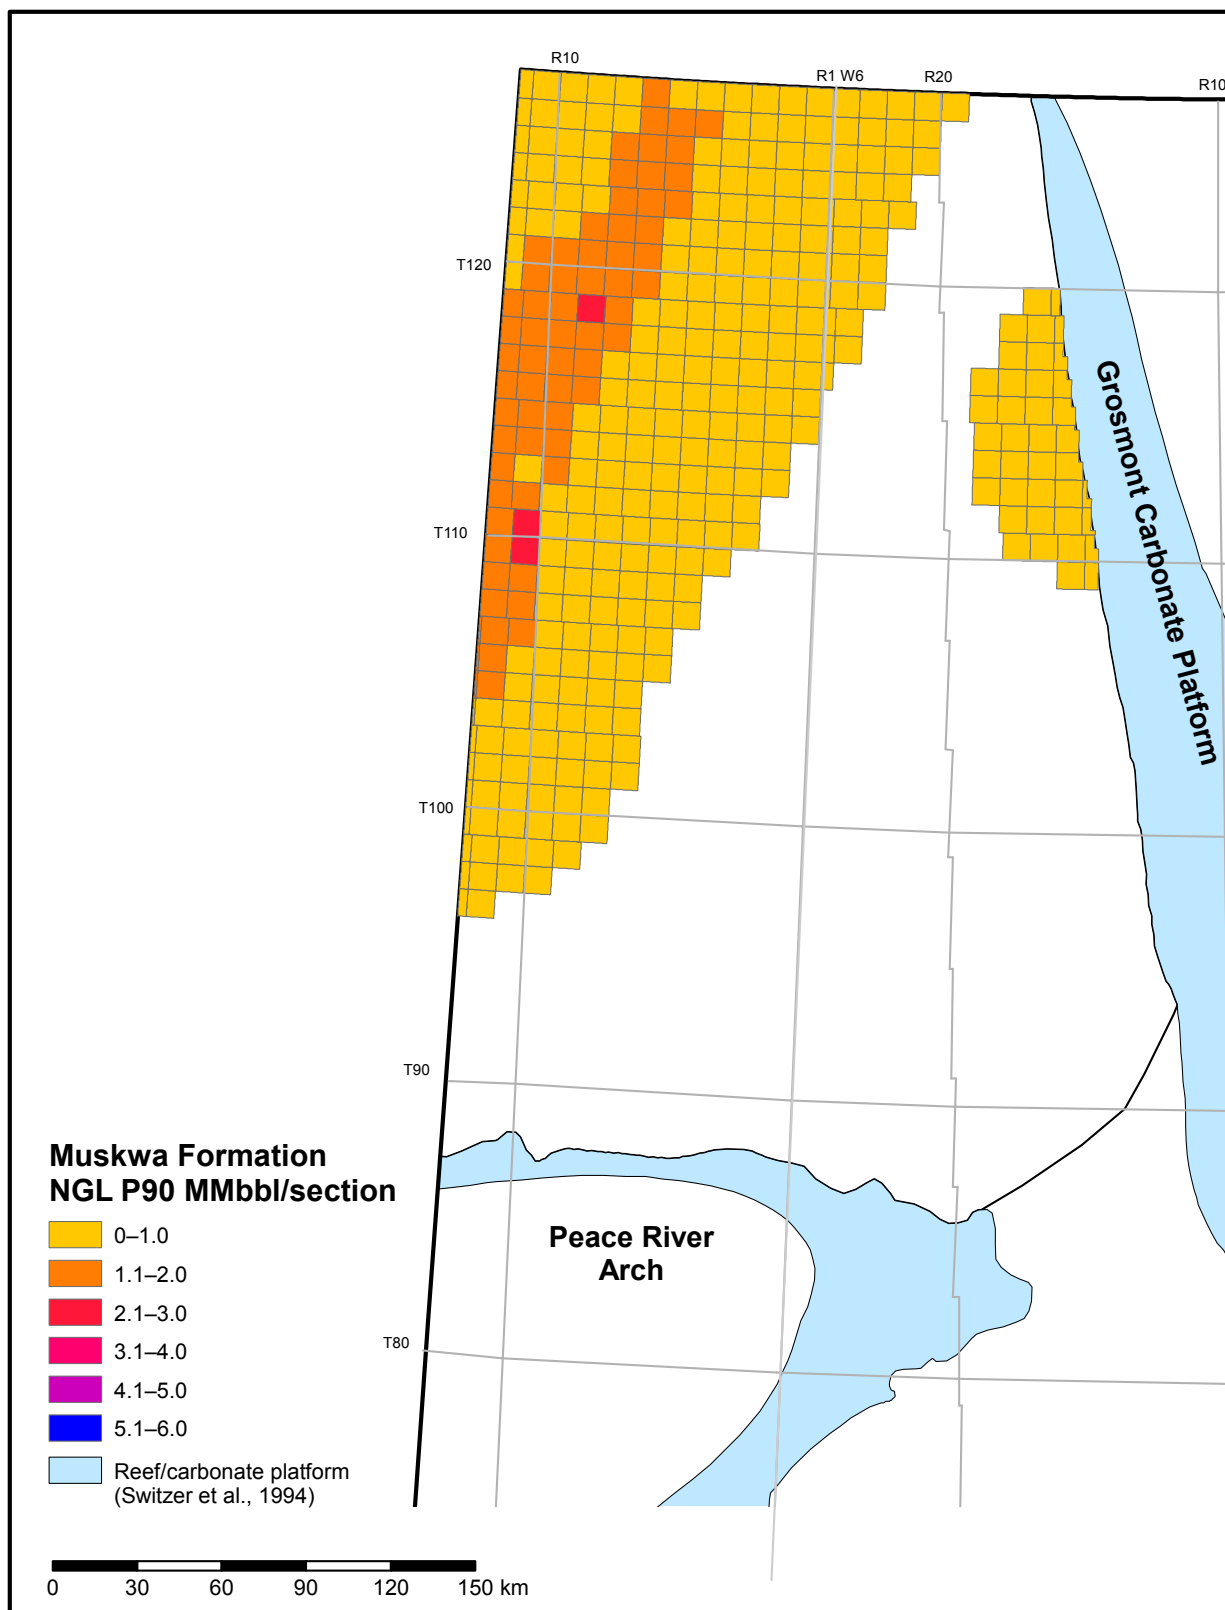 R10
R1 W6
R20
R10
T120
T110
T100
T90
T80
Grosmont Carbonate Platform
Peace River
Arch
Muskwa Formation
NGL P90 MMbbl/section
0–1.0
1.1–2.0
2.1–3.0
3.1–4.0
4.1–5.0
5.1–6.0
Reef/carbonate platform
(Switzer et al., 1994)
0 30 60 90 120 150 km